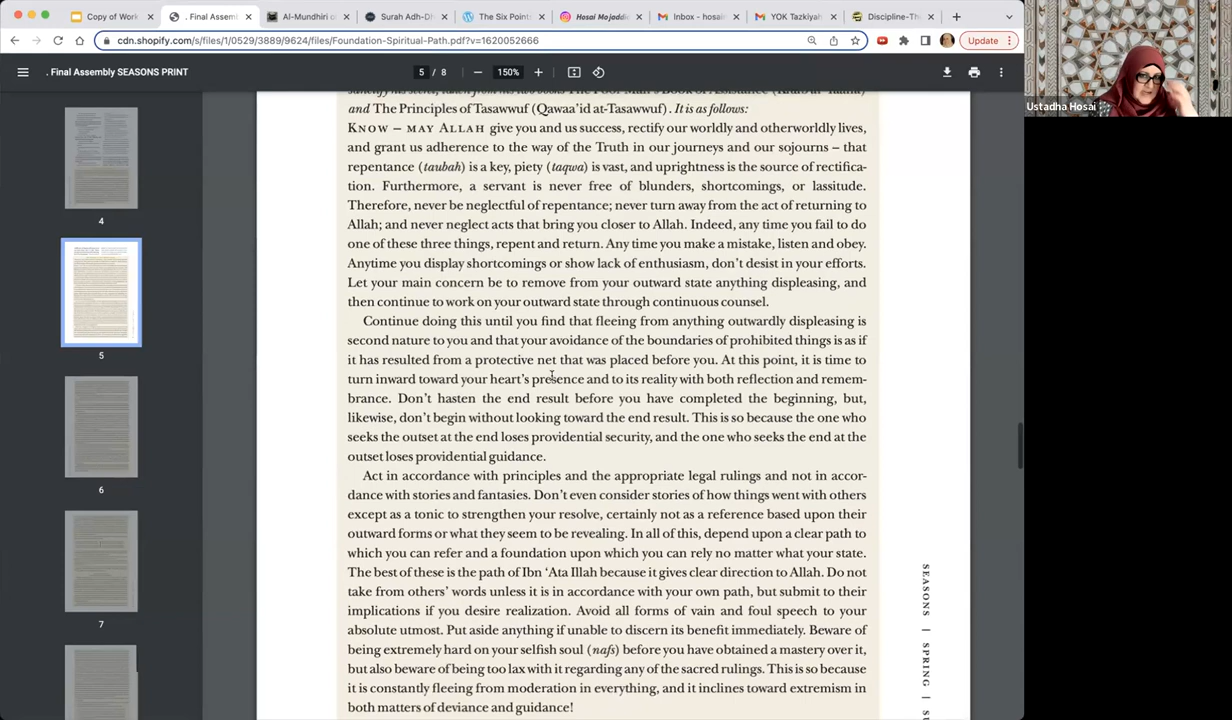 Copy of Work
. Final Assemb
Al-Mundhiri o
Surah Adh-Dh
The Six Points
Hosai Mojaddid
Inbox - hosain
YOK Tazkiyah
Discipline-Tha
cdn.shopify.com/s/files/1/0529/3889/9624/files/Foundation-Spiritual-Path.pdf?v=1620052666
Update
. Final Assembly SEASONS PRINT
5 / 8
150%
Ustadha Hosai
4
5
6
7
and The Principles of Tasawwuf (Qawaa'id at-Tasawwuf). It is as follows:
KNOW – MAY ALLAH give you and us success, rectify our worldly and otherworldly lives,
and grant us adherence to the way of the Truth in our journeys and our sojourns – that
repentance (taubah) is a key, piety (taqwa) is vast, and uprightness is the source of rectifica-
tion. Furthermore, a servant is never free of blunders, shortcomings, or lassitude.
Therefore, never be neglectful of repentance; never turn away from the act of returning to
Allah; and never neglect acts that bring you closer to Allah. Indeed, any time you fail to do
one of these three things, repent and return. Any time you make a mistake, listen and obey.
Anytime you display shortcomings or show lack of enthusiasm, don't desist in your efforts.
Let your main concern be to remove from your outward state anything displeasing, and
then continue to work on your outward state through continuous counsel.
Continue doing this until you find that fleeing from anything outwardly displeasing is
second nature to you and that your avoidance of the boundaries of prohibited things is as if
it has resulted from a protective net that was placed before you. At this point, it is time to
turn inward toward your heart's presence and to its reality with both reflection and remem-
brance. Don't hasten the end result before you have completed the beginning, but,
likewise, don't begin without looking toward the end result. This is so because the one who
seeks the outset at the end loses providential security, and the one who seeks the end at the
outset loses providential guidance.
Act in accordance with principles and the appropriate legal rulings and not in accor-
dance with stories and fantasies. Don't even consider stories of how things went with others
except as a tonic to strengthen your resolve, certainly not as a reference based upon their
outward forms or what they seem to be revealing. In all of this, depend upon a clear path to
which you can refer and a foundation upon which you can rely no matter what your state.
The best of these is the path of Ibn 'Ata Illah because it gives clear direction to Allah. Do not
take from others' words unless it is in accordance with your own path, but submit to their
implications if you desire realization. Avoid all forms of vain and foul speech to your
absolute utmost. Put aside anything if unable to discern its benefit immediately. Beware of
being extremely hard on your selfish soul (nafs) before you have obtained a mastery over it,
but also beware of being too lax with it regarding any of the sacred rulings. This is so because
it is constantly fleeing from moderation in everything, and it inclines toward extremism in
both matters of deviance and guidance!
SEASONS | SPRING |